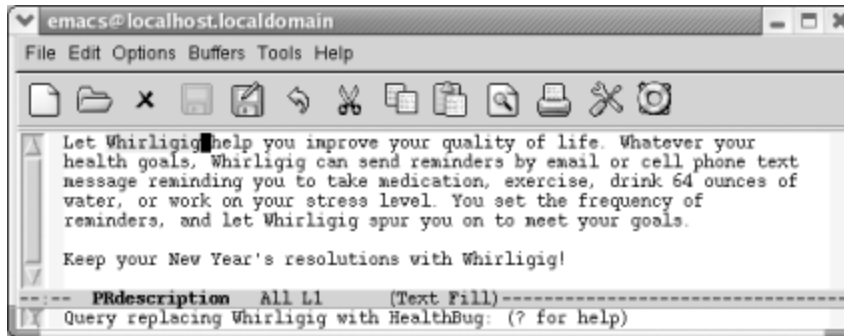 emacs@localhost.localdomain
File Edit Options Buffers Tools Help
Let Whirligig help you improve your quality of life. Whatever your
health goals, Whirligig can send reminders by email or cell phone text
message reminding you to take medication, exercise, drink 64 ounces of
water, or work on your stress level. You set the frequency of
reminders, and let Whirligig spur you on to meet your goals.
Keep your New Year's resolutions with Whirligig!
--:-- PRdescription All L1 (Text Fill)--------------------------------
Query replacing Whirligig with HealthBug: (? for help)